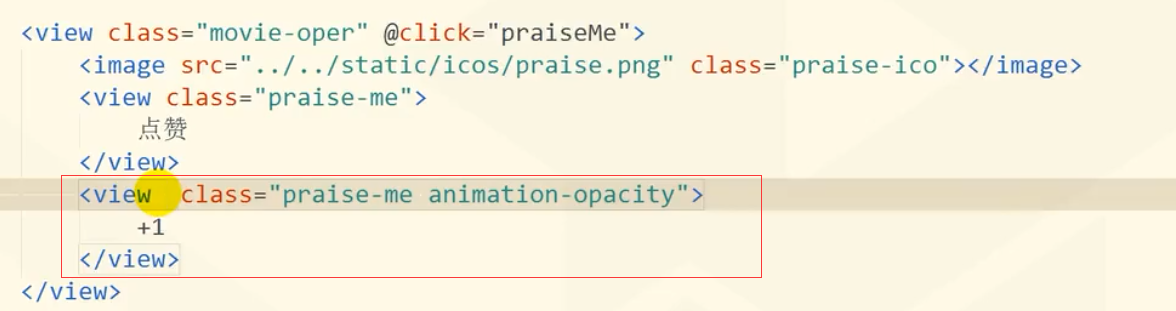 <view class="movie-oper" @click="praiseMe">
<image src="../../static/icos/praise.png" class="praise-ico"></image>
<view class="praise-me">
点赞
</view>
<view  class="praise-me animation-opacity">
+1
</view>
</view>